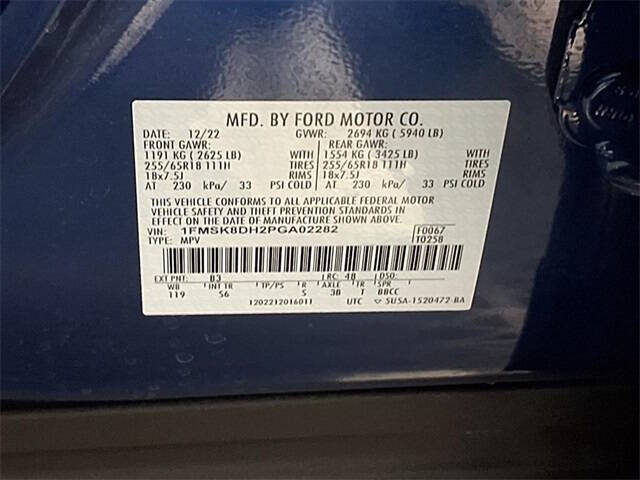 MFD. BY FORD MOTOR CO.
DATE: 12/22 GVWR: 2694 KG ( 5940 LB)
FRONT GAWR: REAR GAWR:
1191 KG ( 2625 LB) WITH 1554 KG ( 3425 LB) WITH
255/65R18 111H TIRES 255/65R18 111H TIRES
18x7.5J RIMS 18x7.5J RIMS
AT 230 kPa/ 33 PSI COLD AT 230 kPa/ 33 PSI COLD
THIS VEHICLE CONFORMS TO ALL APPLICABLE FEDERAL MOTOR
VEHICLE SAFETY AND THEFT PREVENTION STANDARDS IN
EFFECT ON THE DATE OF MANUFACTURE SHOWN ABOVE.
VIN: 1FMSK8DH2PGA02282 F0067
TYPE: MPV T0258
EXT PNT: B3 RC: 48 DSO:
WB INT TR TP/PS R AXLE TR SPR
119 S6 5 3B T BBCC
1202212016011 UTC 5U5A-1520472-BA